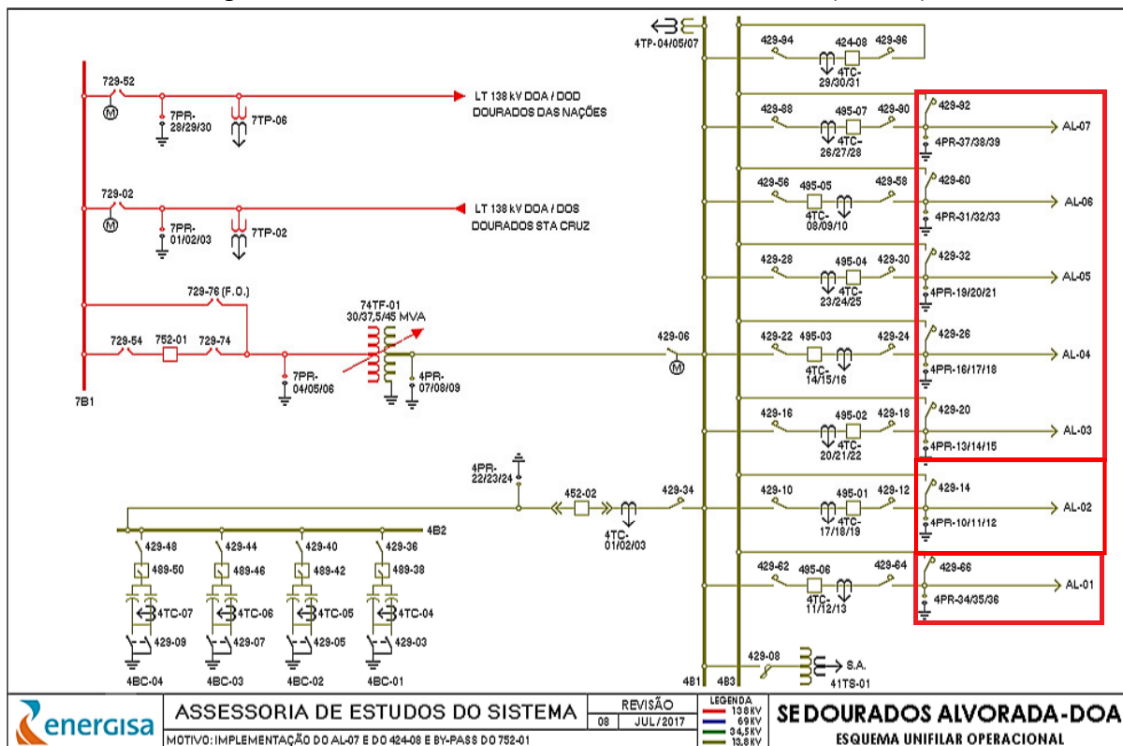 4TP-04/05/07
429-94
424-08
429-96
4TC-
29/30/31
729-52
M
7PR-
28/29/30
7TP-06
LT 138 kV DOA / DOD
DOURADOS DAS NAÇÕES
429-88
495-07
429-90
429-92
4TC-
26/27/28
4PR-37/38/39
AL-07
729-02
M
7PR-
01/02/03
7TP-02
LT 138 kV DOA / DOS
DOURADOS STA CRUZ
429-56
495-05
429-58
429-60
4TC-
08/09/10
4PR-31/32/33
AL-06
429-28
495-04
429-30
429-32
4TC-
23/24/25
4PR-19/20/21
AL-05
729-76 (F.O.)
729-54
752-01
729-74
74TF-01
30/37,5/45 MVA
7PR-
04/05/06
4PR-
07/08/09
429-06
M
7B1
429-22
495-03
429-24
429-26
4TC-
14/15/16
4PR-16/17/18
AL-04
429-16
495-02
429-18
429-20
4TC-
20/21/22
4PR-13/14/15
AL-03
4PR-
22/23/24
452-02
4TC-
01/02/03
429-34
429-10
495-01
429-12
429-14
4TC-
17/18/19
4PR-10/11/12
AL-02
4B2
429-48
429-44
429-40
429-36
489-50
489-46
489-42
489-38
4TC-07
4TC-06
4TC-05
4TC-04
429-09
429-07
429-05
429-03
4BC-04
4BC-03
4BC-02
4BC-01
429-62
495-06
429-64
429-66
4TC-
11/12/13
4PR-34/35/36
AL-01
429-08
S.A.
41TS-01
4B1
4B3
energisa
ASSESSORIA DE ESTUDOS DO SISTEMA
MOTIVO: IMPLEMENTAÇÃO DO AL-07 E DO 424-08 E BY-PASS DO 752-01
REVISÃO
08
JUL/2017
LEGENDA
138KV
69KV
34,5KV
13,8KV
SE DOURADOS ALVORADA-DOA
ESQUEMA UNIFILAR OPERACIONAL